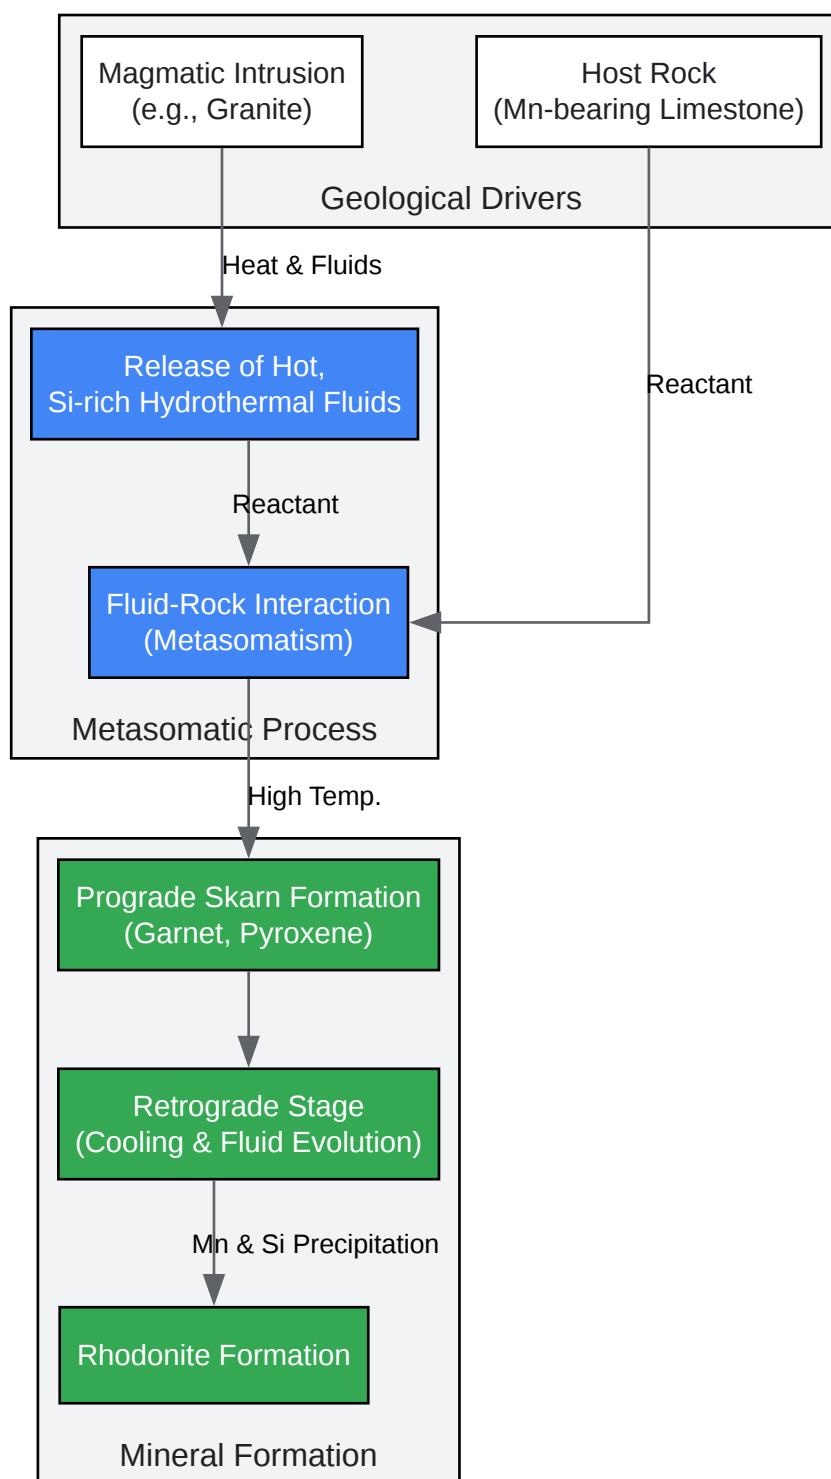 Magmatic Intrusion
(e.g., Granite)
Host Rock
(Mn-bearing Limestone)
Geological Drivers
Heat & Fluids
Release of Hot,
Si-rich Hydrothermal Fluids
Reactant
Reactant
Fluid-Rock Interaction
(Metasomatism)
Metasomatic Process
High Temp.
Prograde Skarn Formation
(Garnet, Pyroxene)
Retrograde Stage
(Cooling & Fluid Evolution)
Mn & Si Precipitation
Rhodonite Formation
Mineral Formation